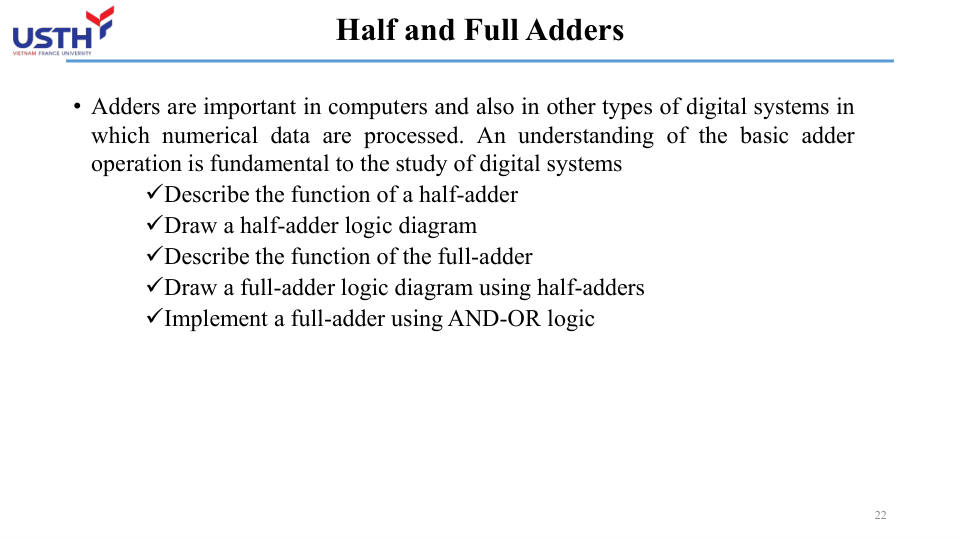 USTH
VIETNAM FRANCE UNIVERSITY
Half and Full Adders
• Adders are important in computers and also in other types of digital systems in
which numerical data are processed. An understanding of the basic adder
operation is fundamental to the study of digital systems
✓Describe the function of a half-adder
✓Draw a half-adder logic diagram
✓Describe the function of the full-adder
✓Draw a full-adder logic diagram using half-adders
✓Implement a full-adder using AND-OR logic
22